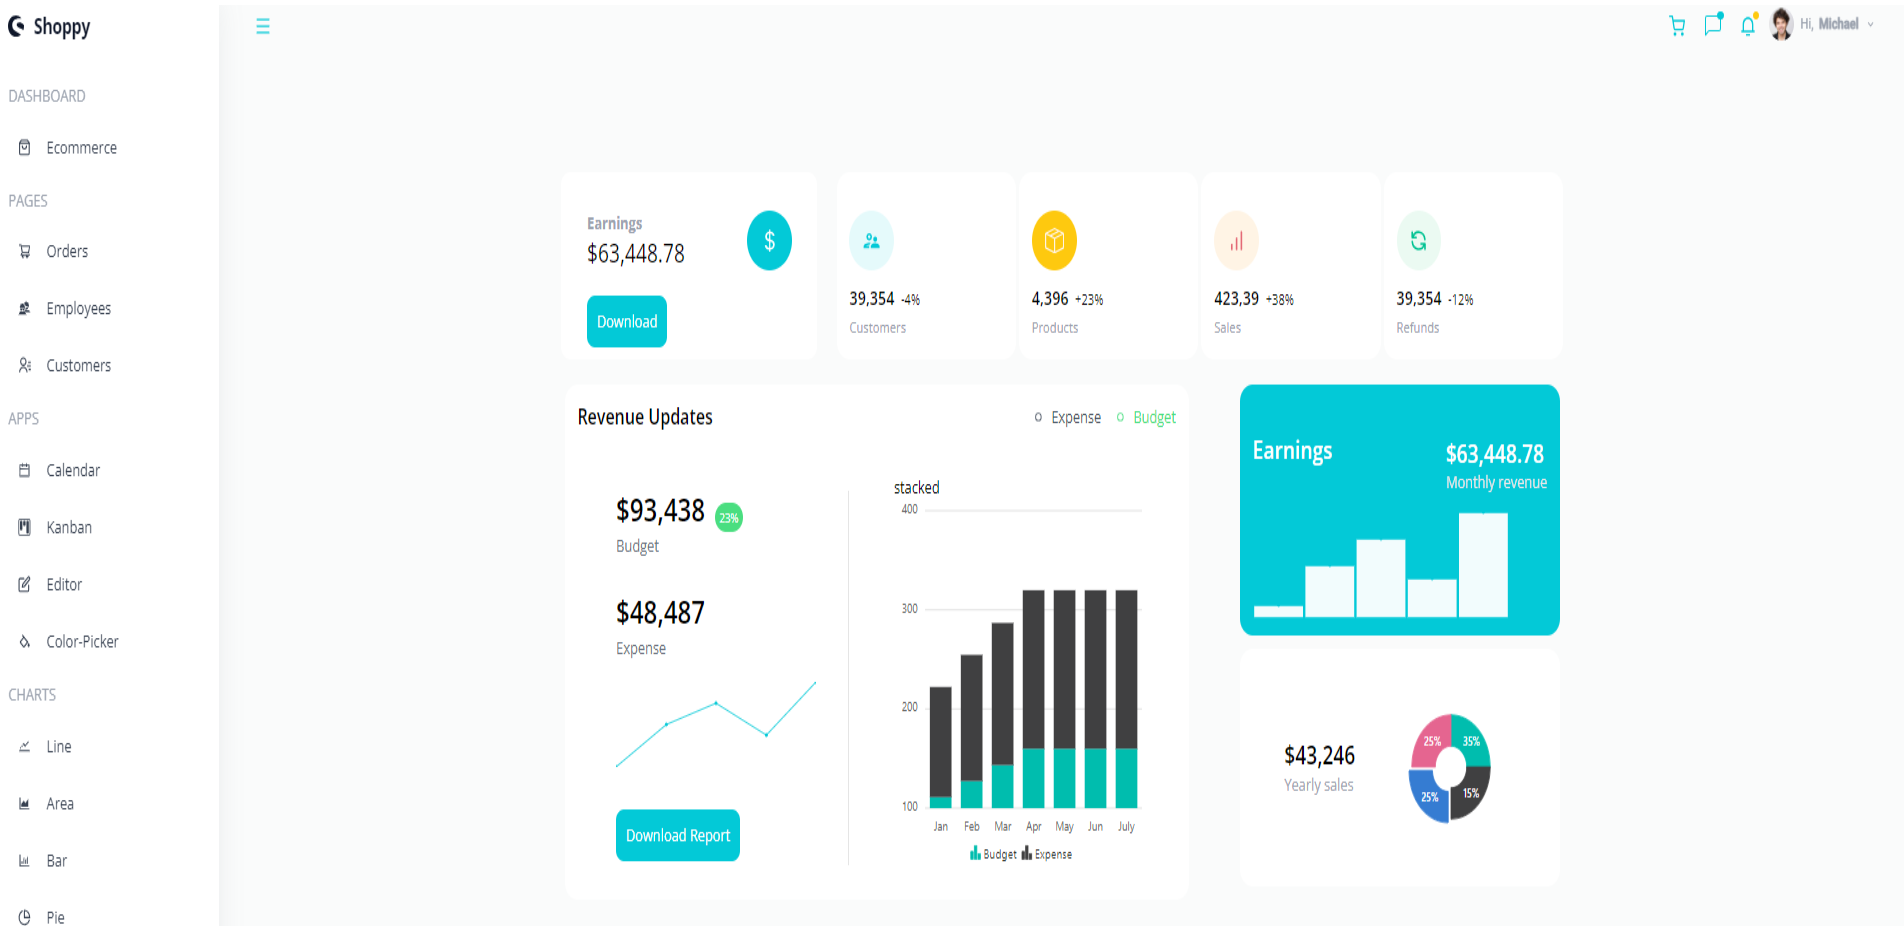 Shoppy
Hi, Michael
DASHBOARD
Ecommerce
PAGES
Orders
Employees
Customers
APPS
Calendar
Kanban
Editor
Color-Picker
CHARTS
Line
Area
Bar
Pie
Earnings
$63,448.78
$
Download
39,354 -4%
Customers
4,396 +23%
Products
423,39 +38%
Sales
39,354 -12%
Refunds
Revenue Updates
Expense
Budget
$93,438 23%
Budget
$48,487
Expense
Download Report
stacked
400
300
200
100
Jan Feb Mar Apr May Jun July
Budget Expense
Earnings
$63,448.78
Monthly revenue
$43,246
Yearly sales
25% 35%
25% 15%